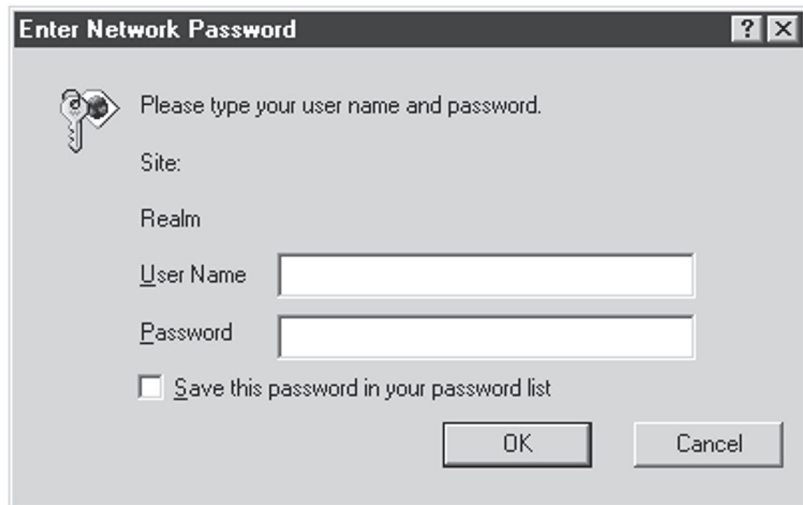 Enter Network Password
Please type your user name and password.
Site:
Realm
User Name
Password
Save this password in your password list
OK Cancel